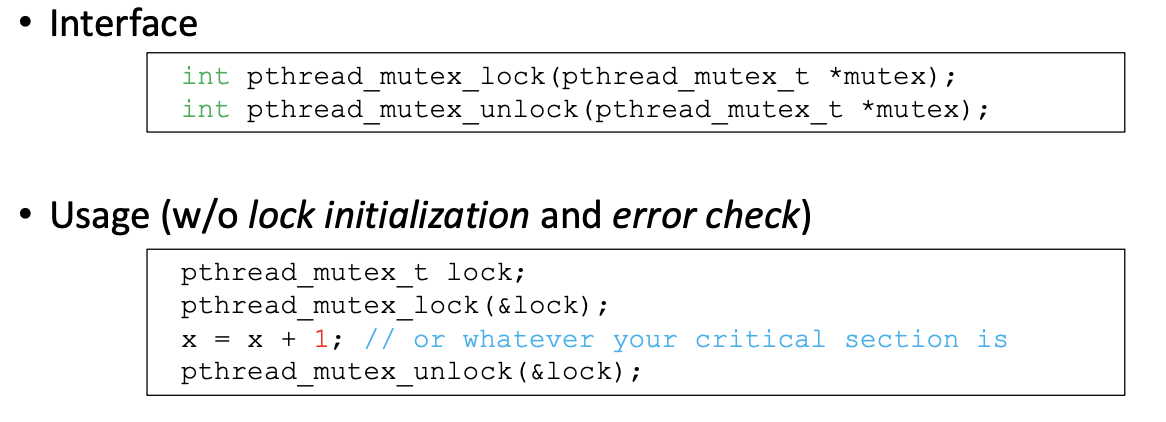 • Interface
int pthread_mutex_lock(pthread_mutex_t *mutex);
int pthread_mutex_unlock(pthread_mutex_t *mutex);
• Usage (w/o lock initialization and error check)
pthread_mutex_t lock;
pthread_mutex_lock(&lock);
x = x + 1; // or whatever your critical section is
pthread_mutex_unlock(&lock);